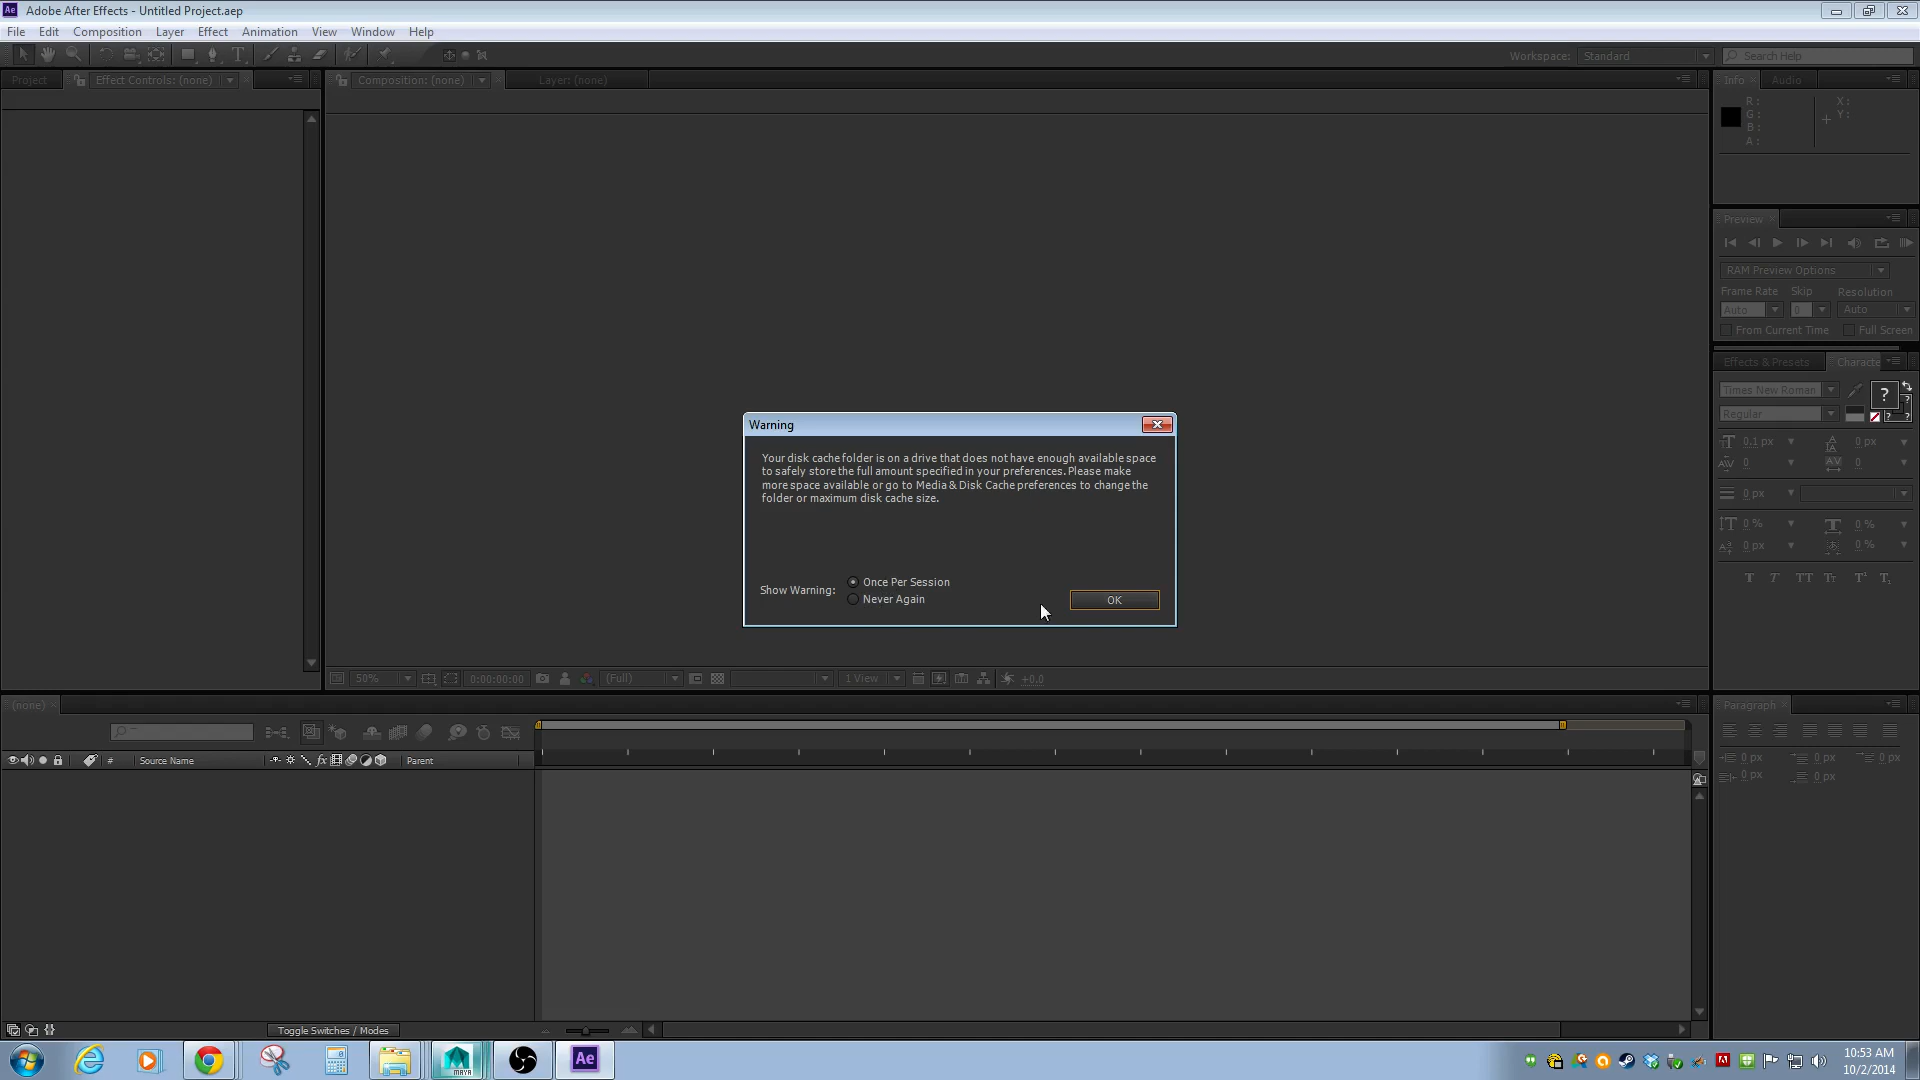 Ae Adobe After Effects - Untitled Project.aep
File Edit Composition Layer Effect Animation View Window Help
Workspace: Standard Search Help
Project Effect Controls: (none) Composition: (none) Layer: (none) Info Audio
R: X:
G: Y:
B:
A:
Preview
RAM Preview Options
Frame Rate Skip Resolution
Auto 0 Auto
From Current Time Full Screen
Effects & Presets Characte
Times New Roman
Regular
Warning
Your disk cache folder is on a drive that does not have enough available space
to safely store the full amount specified in your preferences. Please make
more space available or go to Media & Disk Cache preferences to change the
folder or maximum disk cache size.
Show Warning:
Once Per Session
Never Again
OK
0.1 px 0 px
0 0
0 px
0 % 0 %
0 px 0 %
T T TT Tt T¹ T₁
50% 0:00:00:00 (Full) 1 View +0.0
(none) Paragraph
# Source Name fx Parent
0 px 0 px 0 px
0 px 0 px
Toggle Switches / Modes
MAYA Ae
10:53 AM
10/2/2014